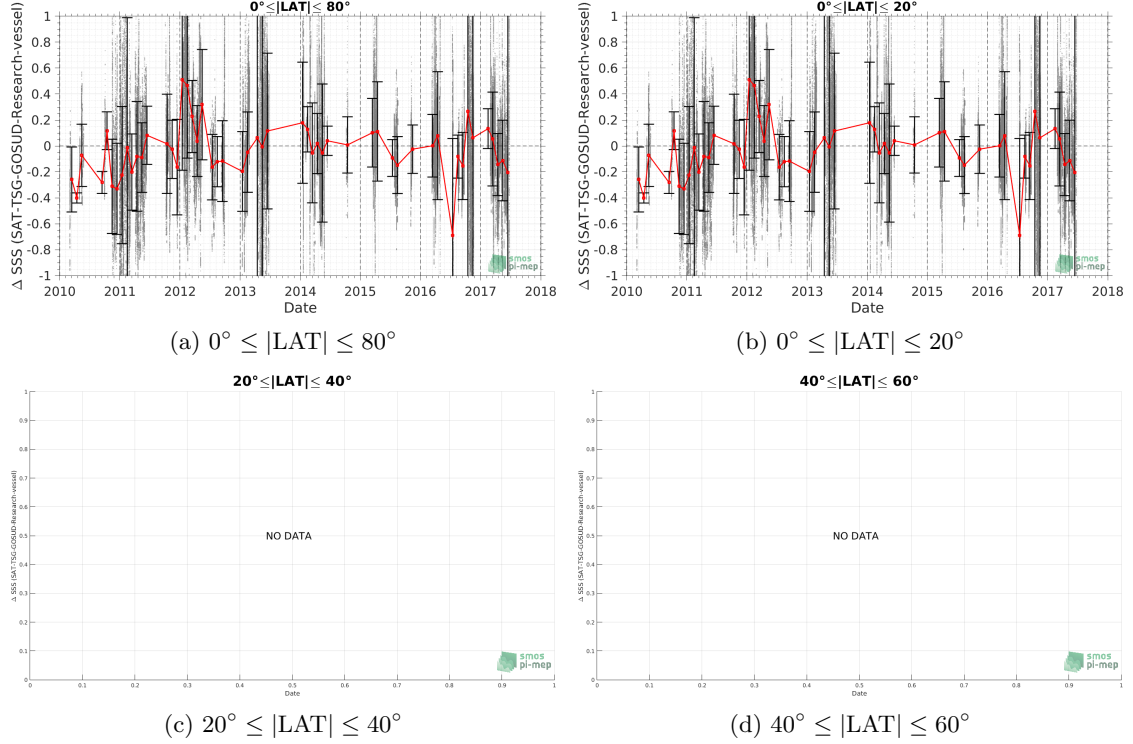 0°≤|LAT|≤ 80°
Δ SSS (SAT-TSG-GOSUD-Research-vessel)
1
0.8
0.6
0.4
0.2
0
-0.2
-0.4
-0.6
-0.8
-1
smos
pi-mep
2010 2011 2012 2013 2014 2015 2016 2017 2018
Date
(a) 0° ≤ |LAT| ≤ 80°
0°≤|LAT|≤ 20°
Δ SSS (SAT-TSG-GOSUD-Research-vessel)
1
0.8
0.6
0.4
0.2
0
-0.2
-0.4
-0.6
-0.8
-1
smos
pi-mep
2010 2011 2012 2013 2014 2015 2016 2017 2018
Date
(b) 0° ≤ |LAT| ≤ 20°
20°≤|LAT|≤ 40°
Δ SSS (SAT-TSG-GOSUD-Research-vessel)
1
0.9
0.8
0.7
0.6
0.5
0.4
0.3
0.2
0.1
0
NO DATA
smos
pi-mep
0 0.1 0.2 0.3 0.4 0.5 0.6 0.7 0.8 0.9 1
Date
(c) 20° ≤ |LAT| ≤ 40°
40°≤|LAT|≤ 60°
Δ SSS (SAT-TSG-GOSUD-Research-vessel)
1
0.9
0.8
0.7
0.6
0.5
0.4
0.3
0.2
0.1
0
NO DATA
smos
pi-mep
0 0.1 0.2 0.3 0.4 0.5 0.6 0.7 0.8 0.9 1
Date
(d) 40° ≤ |LAT| ≤ 60°